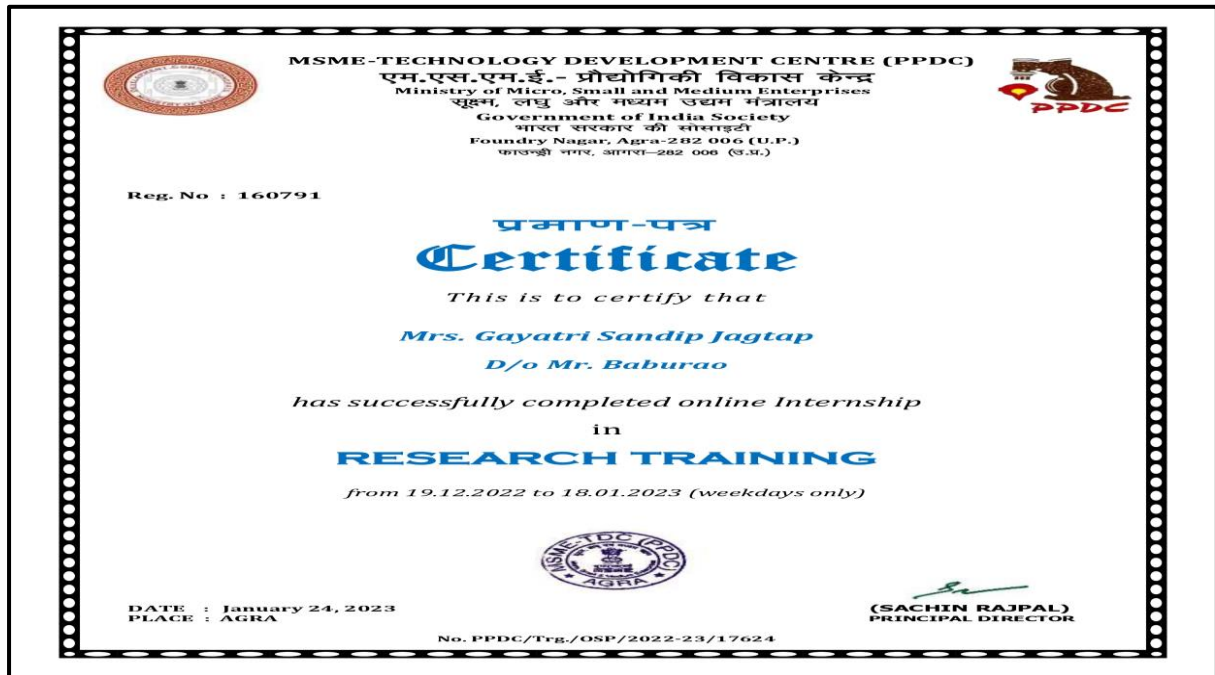 MSME-TECHNOLOGY DEVELOPMENT CENTRE (PPDC)
एम.एस.एम.ई.- प्रौद्योगिकी विकास केन्द्र
Ministry of Micro, Small and Medium Enterprises
सूक्ष्म, लघु और मध्यम उद्यम मंत्रालय
Government of India Society
भारत सरकार की सोसाइटी
Foundry Nagar, Agra-282 006 (U.P.)
फाउन्ड्री नगर, आगरा–282 006 (उ.प्र.)
PPDC
Reg. No : 160791
प्रमाण-पत्र
Certificate
This is to certify that
Mrs. Gayatri Sandip Jagtap
D/o Mr. Baburao
has successfully completed online Internship
in
RESEARCH TRAINING
from 19.12.2022 to 18.01.2023 (weekdays only)
MSME-TDC (PPDC)
AGRA
DATE : January 24, 2023
PLACE : AGRA
(SACHIN RAJPAL)
PRINCIPAL DIRECTOR
No. PPDC/Trg./OSP/2022-23/17624